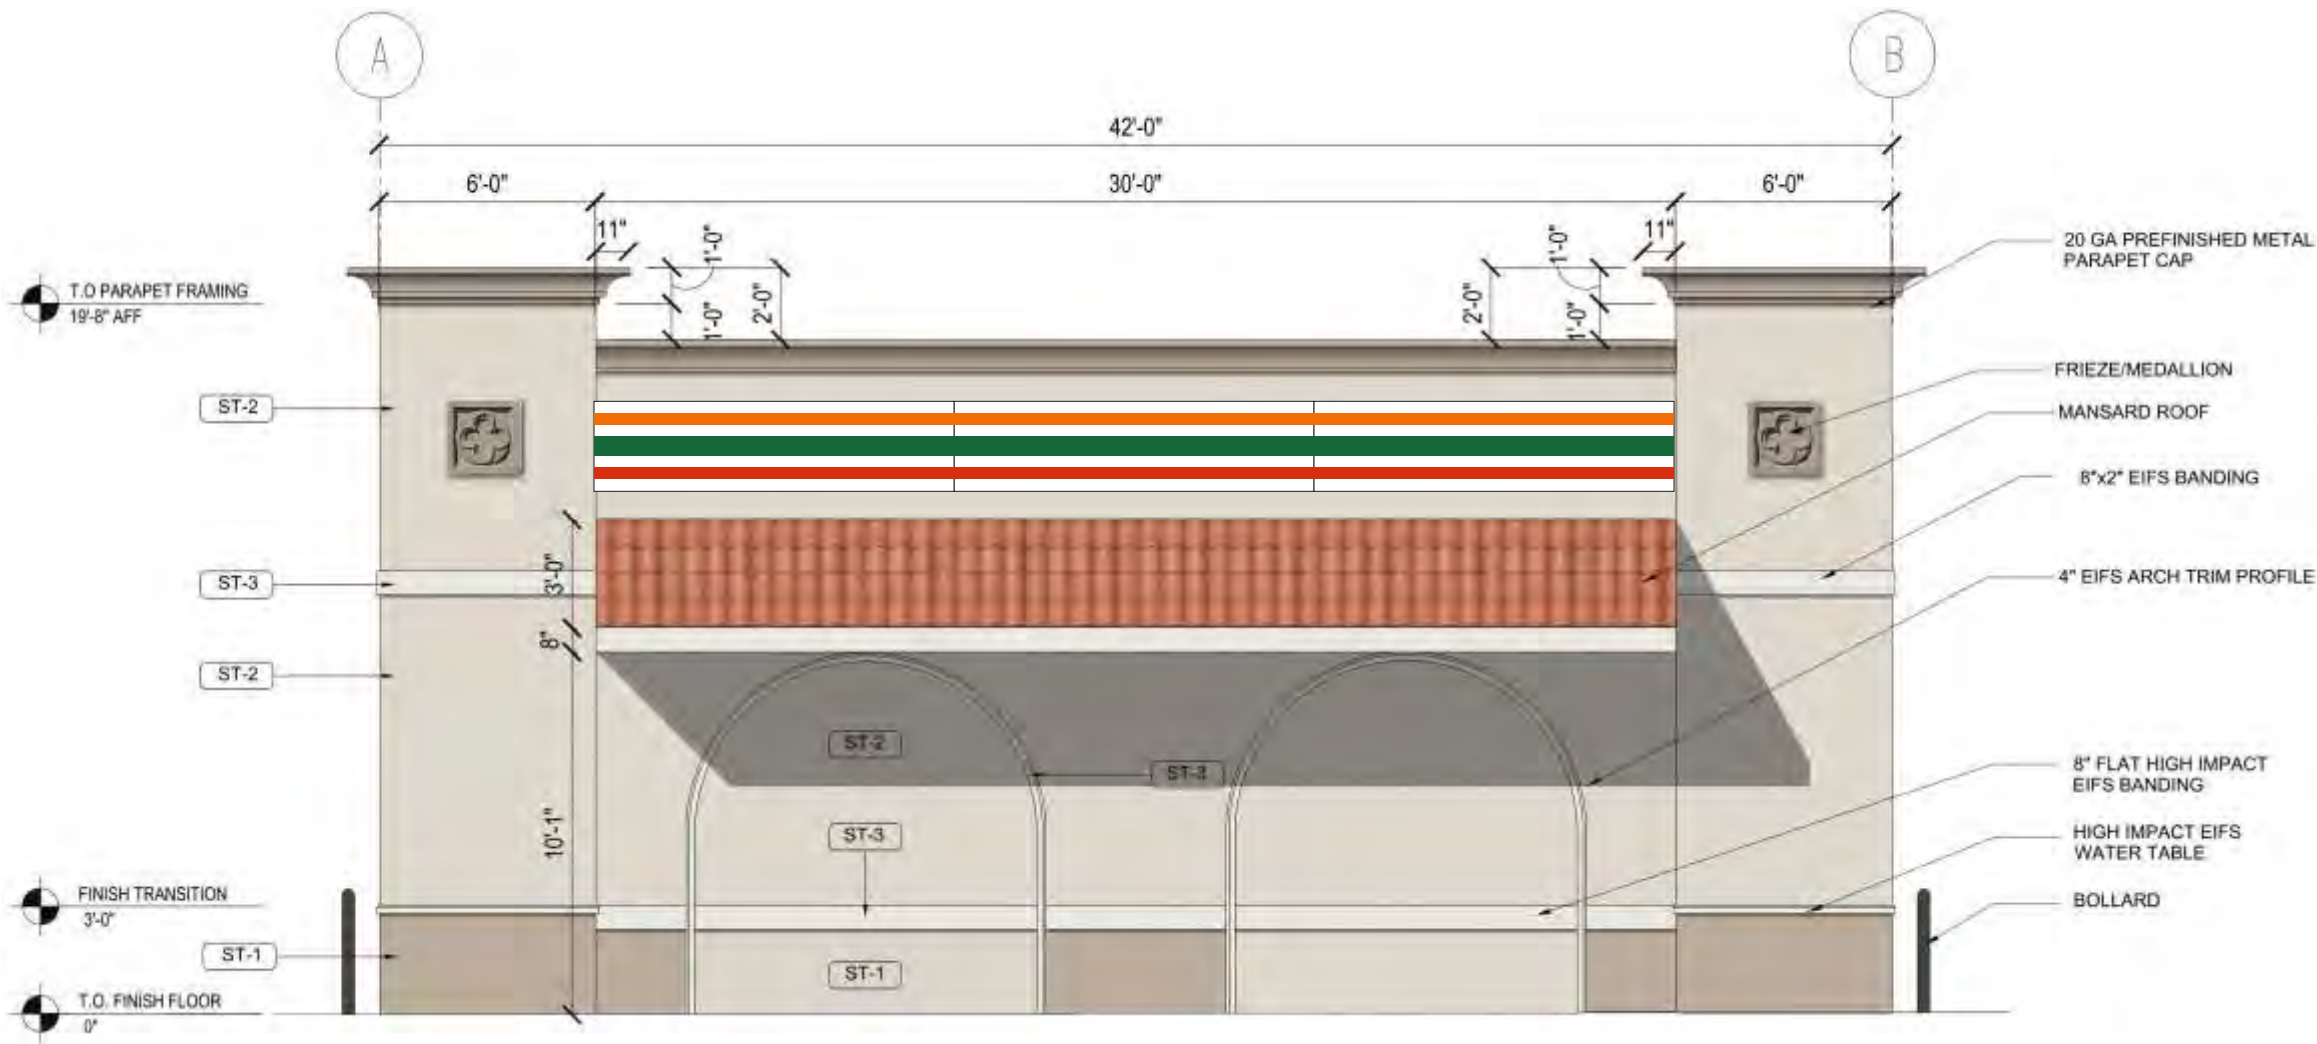 A
B
42'-0"
6'-0"
30'-0"
6'-0"
11"
1'-0"
1'-0"
2'-0"
2'-0"
1'-0"
1'-0"
11"
20 GA PREFINISHED METAL
PARAPET CAP
T.O PARAPET FRAMING
19'-8" AFF
FRIEZE/MEDALLION
ST-2
MANSARD ROOF
8"x2" EIFS BANDING
ST-3
3'-0"
4" EIFS ARCH TRIM PROFILE
8"
ST-2
ST-2
ST-3
8" FLAT HIGH IMPACT
EIFS BANDING
10'-1"
ST-3
HIGH IMPACT EIFS
WATER TABLE
FINISH TRANSITION
3'-0"
BOLLARD
ST-1
ST-1
T.O. FINISH FLOOR
0"